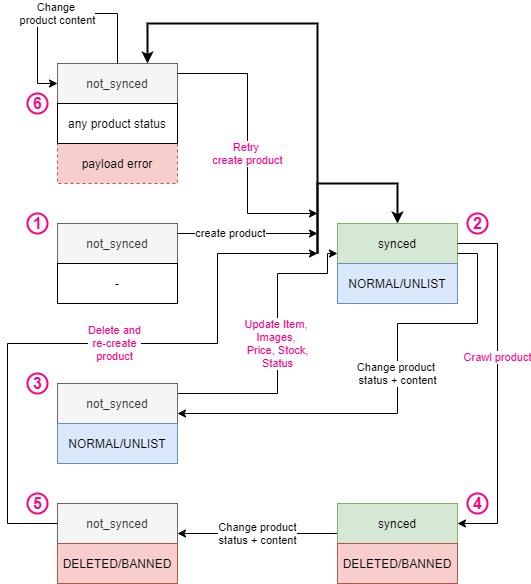 Change
product content
not_synced
6
any product status
payload error
Retry
create product
1
not_synced
-
create product
2
synced
NORMAL/UNLIST
Delete and
re-create
product
Update Item,
Images,
Price, Stock,
Status
Change product
status + content
Crawl product
3
not_synced
NORMAL/UNLIST
5
not_synced
DELETED/BANNED
Change product
status + content
4
synced
DELETED/BANNED